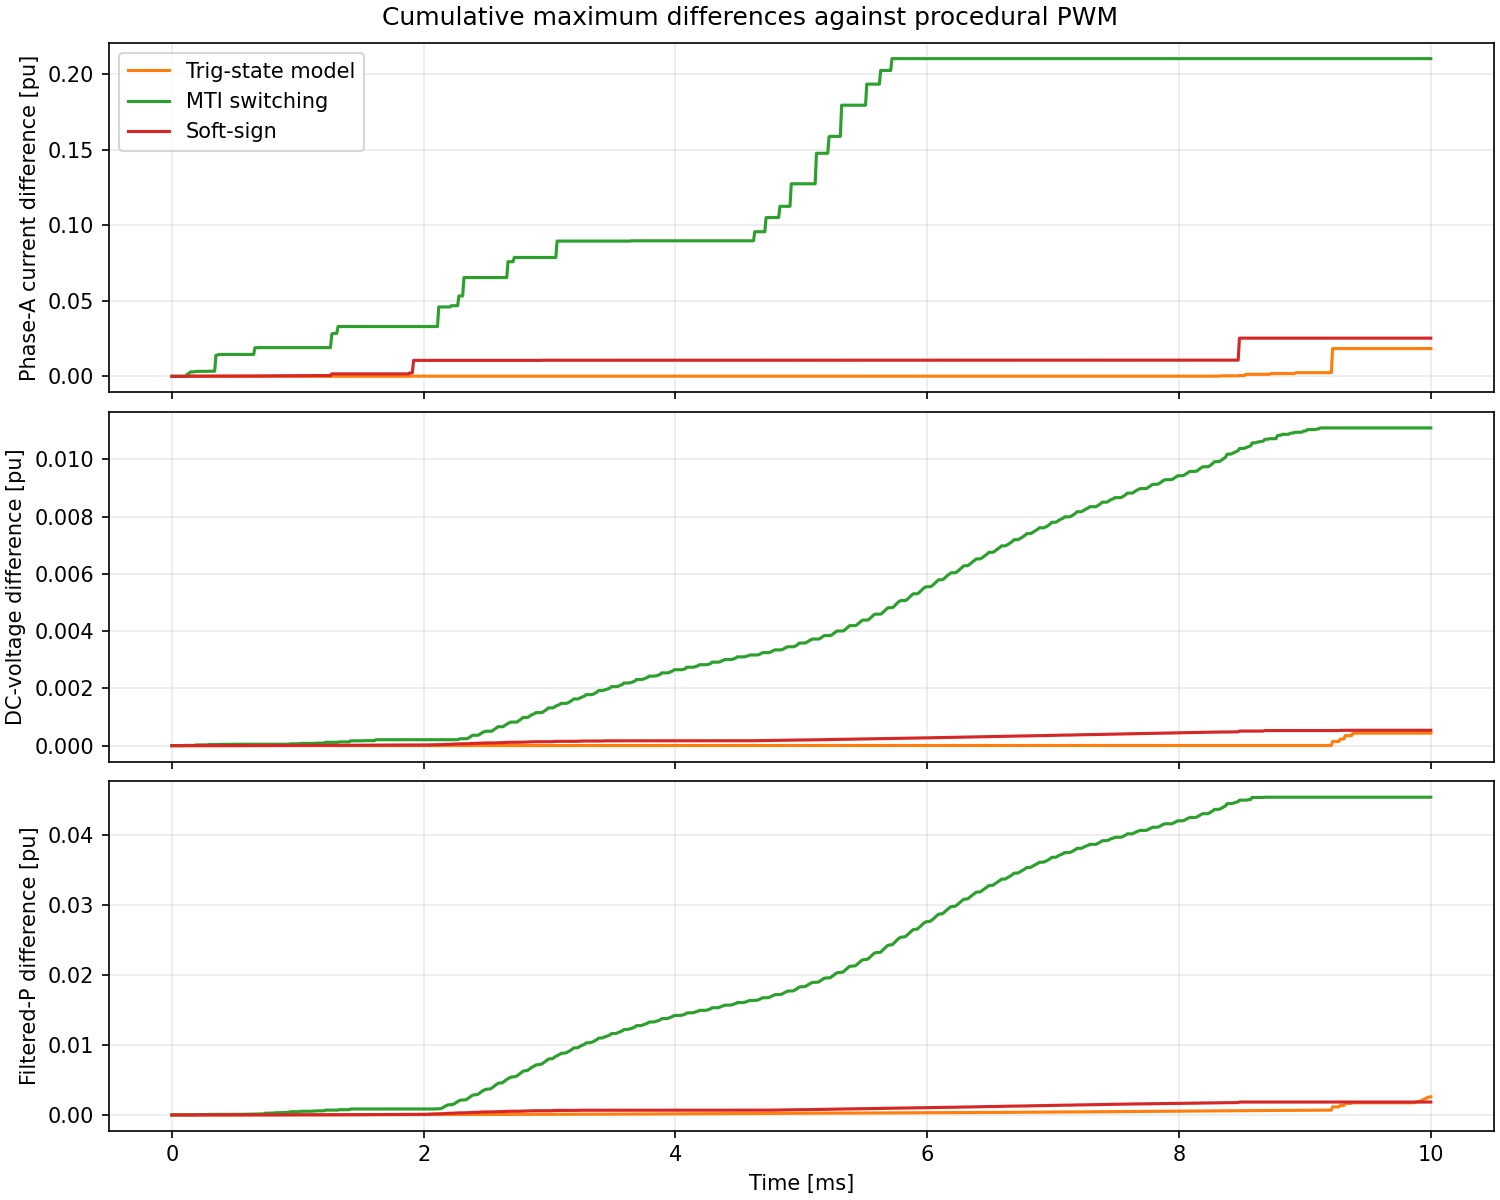 Cumulative maximum differences against procedural PWM
Phase-A current difference [pu]
0.20
0.15
0.10
0.05
0.00
Trig-state model
MTI switching
Soft-sign
DC-voltage difference [pu]
0.010
0.008
0.006
0.004
0.002
0.000
Filtered-P difference [pu]
0.04
0.03
0.02
0.01
0.00
0 2 4 6 8 10
Time [ms]